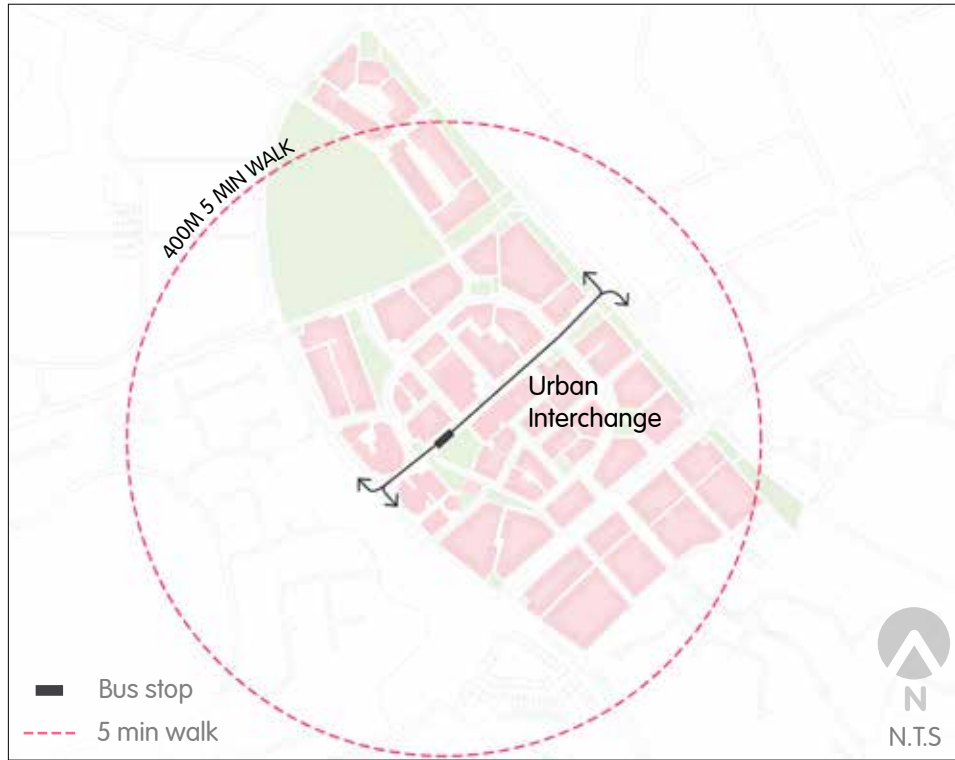 400M 5 MIN WALK
Urban
Interchange
Bus stop
5 min walk
N
N.T.S